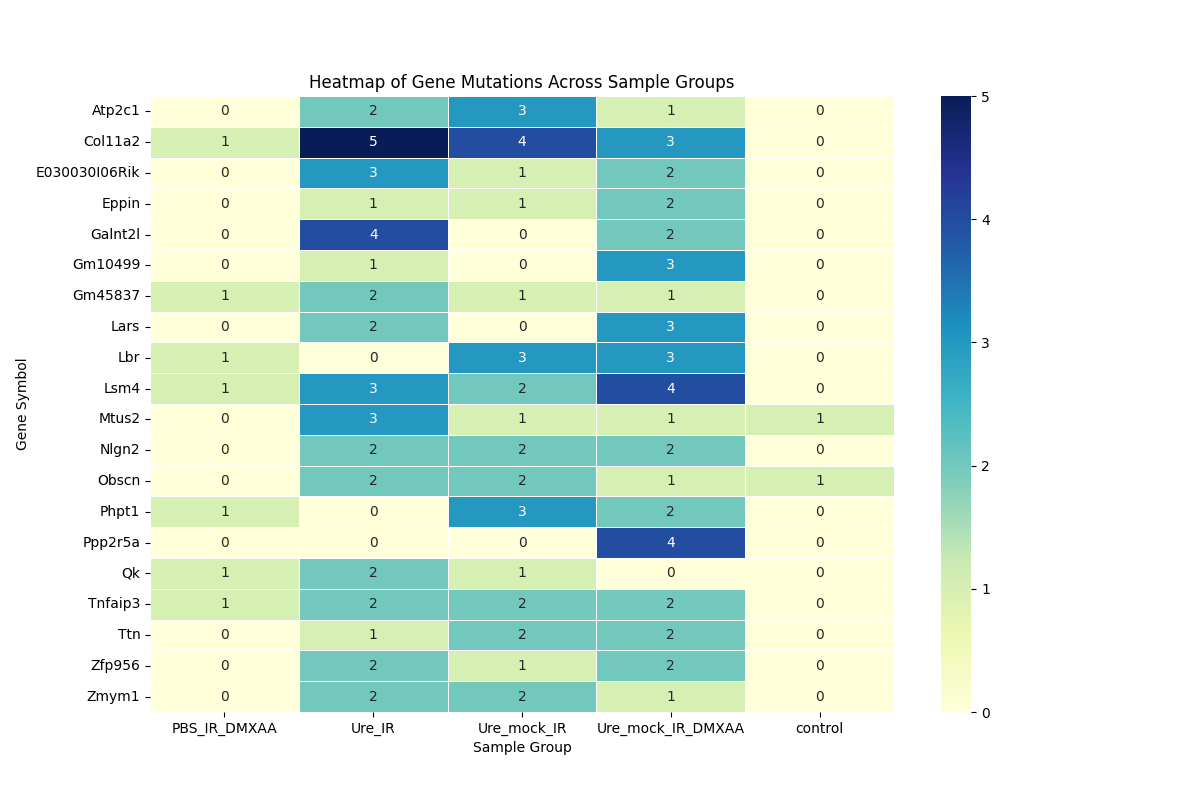 Heatmap of Gene Mutations Across Sample Groups
Atp2c1 0 2 3 1 0
Col11a2 1 5 4 3 0
E030030I06Rik 0 3 1 2 0
Eppin 0 1 1 2 0
Galnt2l 0 4 0 2 0
Gm10499 0 1 0 3 0
Gm45837 1 2 1 1 0
Lars 0 2 0 3 0
Lbr 1 0 3 3 0
Lsm4 1 3 2 4 0
Mtus2 0 3 1 1 1
Nlgn2 0 2 2 2 0
Obscn 0 2 2 1 1
Phpt1 1 0 3 2 0
Ppp2r5a 0 0 0 4 0
Qk 1 2 1 0 0
Tnfaip3 1 2 2 2 0
Ttn 0 1 2 2 0
Zfp956 0 2 1 2 0
Zmym1 0 2 2 1 0
PBS_IR_DMXAA Ure_IR Ure_mock_IR Ure_mock_IR_DMXAA control
Sample Group
Gene Symbol
5
4
3
2
1
0